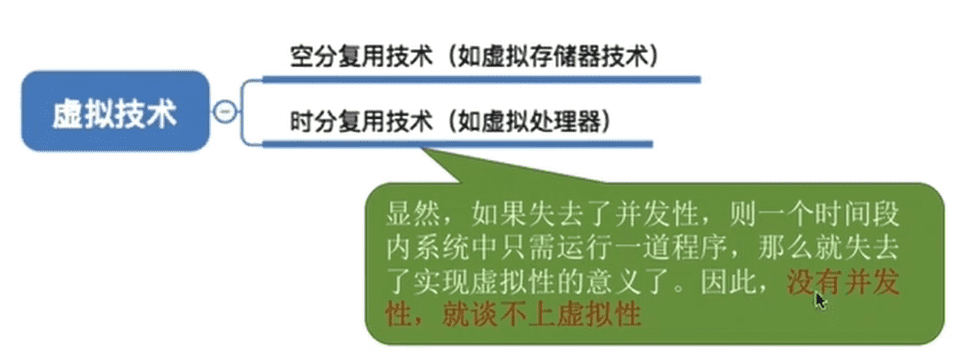 空分复用技术（如虚拟存储器技术）
虚拟技术
时分复用技术（如虚拟处理器）
显然，如果失去了并发性，则一个时间段
内系统中只需运行一道程序，那么就失去
了实现虚拟性的意义了。因此，没有并发
性，就谈不上虚拟性